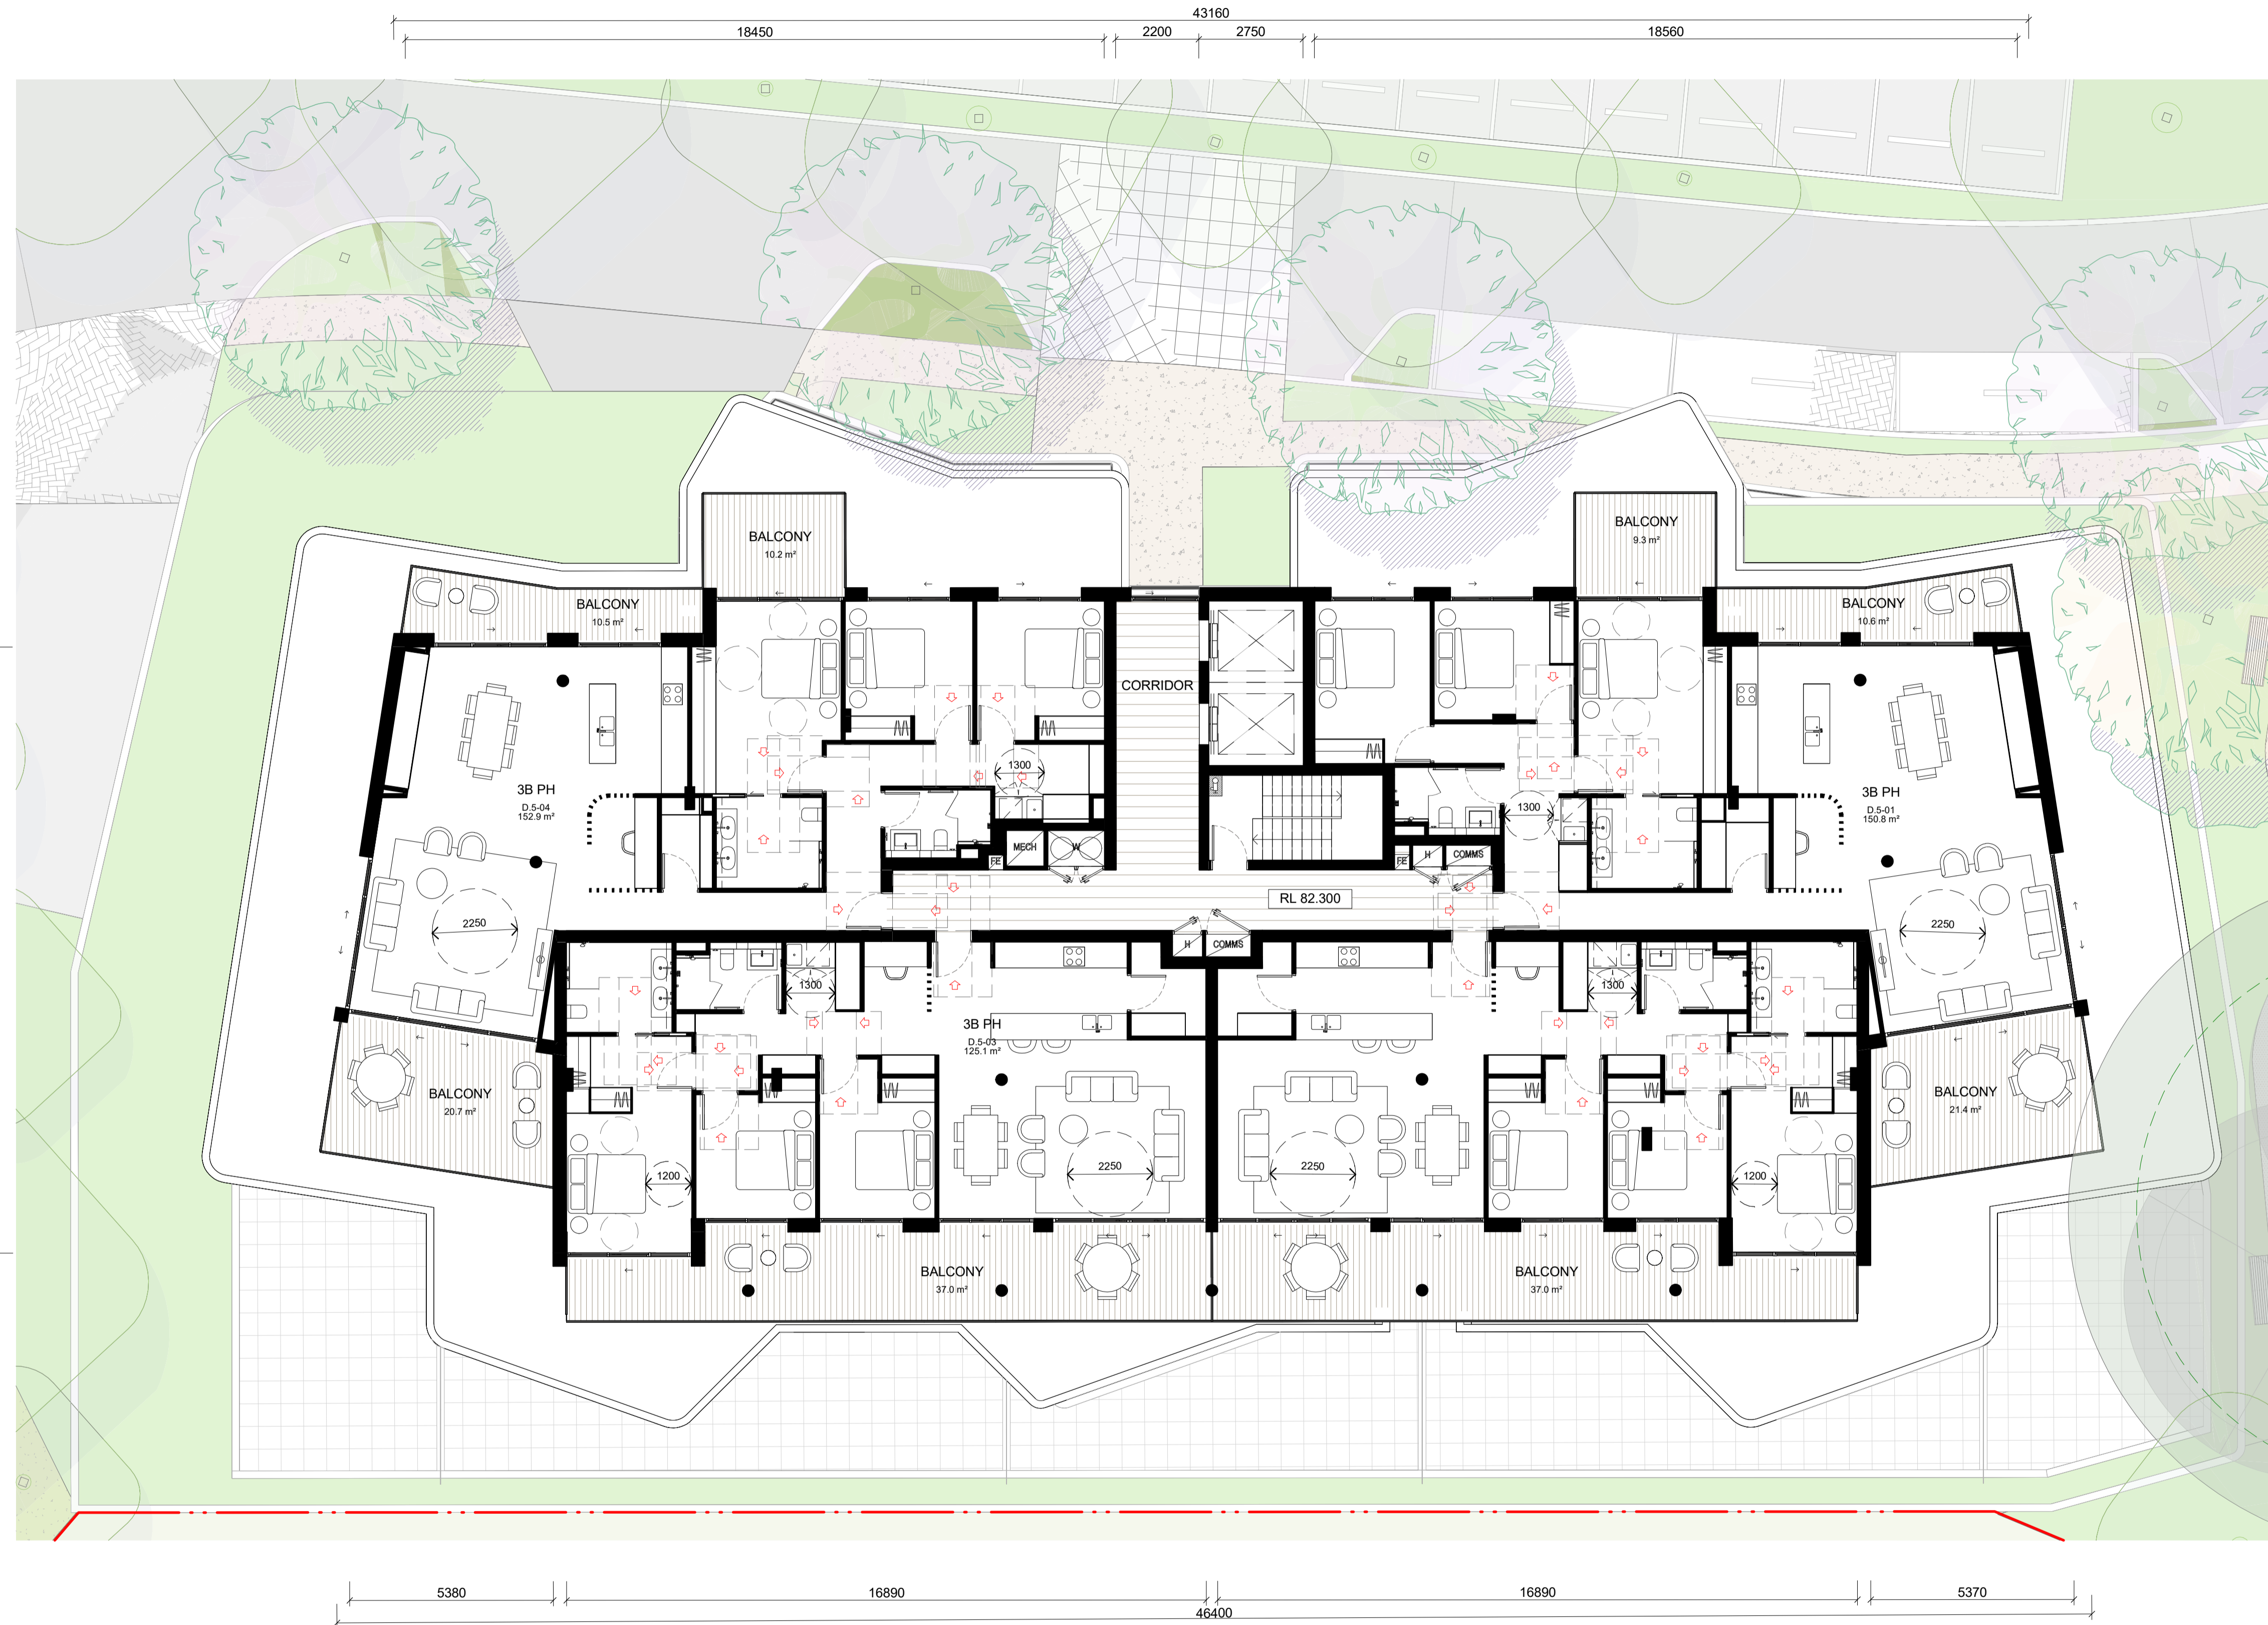 43160
18450
2200
2750
18560
BALCONY
10.2 m²
BALCONY
9.3 m²
BALCONY
10.5 m²
BALCONY
10.6 m²
CORRIDOR
1300
3B PH
D.5-04
152.9 m²
1300
3B PH
D.5-01
150.8 m²
FE
MECH
W
FE
H
COMMS
RL 82.300
2250
2250
H
COMMS
1300
1300
3B PH
D.5-03
125.1 m²
BALCONY
20.7 m²
BALCONY
21.4 m²
1200
2250
2250
1200
BALCONY
37.0 m²
BALCONY
37.0 m²
5380
16890
16890
5370
46400